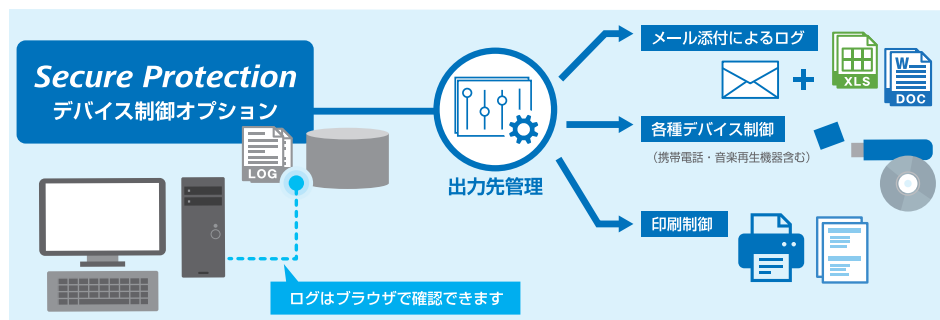 Secure Protection
デバイス制御オプション
LOG
出力先管理
メール添付によるログ
XLS
W
DOC
各種デバイス制御
（携帯電話・音楽再生機器含む）
印刷制御
ログはブラウザで確認できます